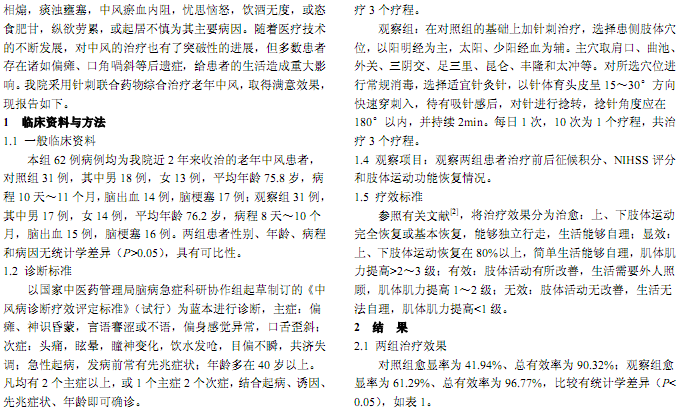 相煽，痰浊壅塞，中风瘀血内阻，忧思恼怒，饮酒无度，或恣
食肥甘，纵欲劳累，或起居不慎为其主要病因。随着医疗技术
的不断发展，对中风的治疗也有了突破性的进展，但多数患者
存在诸如偏瘫、口角㖞斜等后遗症，给患者的生活造成重大影
响。我院采用针刺联合药物综合治疗老年中风，取得满意效果，
现报告如下。
1 临床资料与方法
1.1 一般临床资料
本组 62 例病例均为我院近 2 年来收治的老年中风患者，
对照组 31 例，其中男 18 例，女 13 例，平均年龄 75.8 岁，病
程 10 天～11 个月，脑出血 14 例，脑梗塞 17 例；观察组 31 例，
其中男 17 例，女 14 例，平均年龄 76.2 岁，病程 8 天～10 个
月，脑出血 15 例，脑梗塞 16 例。两组患者性别、年龄、病程
和病因无统计学差异（P>0.05），具有可比性。
1.2 诊断标准
以国家中医药管理局脑病急症科研协作组起草制订的《中
风病诊断疗效评定标准》（试行）为蓝本进行诊断，主症：偏
瘫、神识昏蒙，言语謇涩或不语，偏身感觉异常，口舌歪斜；
次症：头痛，眩晕，瞳神变化，饮水发呛，目偏不瞬，共济失
调；急性起病，发病前常有先兆症状；年龄多在 40 岁以上。
凡均有 2 个主症以上，或 1 个主症 2 个次症，结合起病、诱因、
先兆症状、年龄即可确诊。
疗 3 个疗程。
观察组：在对照组的基础上加针刺治疗，选择患侧肢体穴
位，以阳明经为主，太阳、少阳经血为辅。主穴取肩口、曲池、
外关、三阴交、足三里、昆仑、丰隆和太冲等。对所选穴位进
行常规消毒，选择适宜针灸针，以针体育头皮呈 15～30°方向
快速穿刺入，待有吸针感后，对针进行捻转，捻针角度应在
180°以内，并持续 2min。每日 1 次，10 次为 1 个疗程，共治
疗 3 个疗程。
1.4 观察项目：观察两组患者治疗前后征候积分、NIHSS 评分
和肢体运动功能恢复情况。
1.5 疗效标准
参照有关文献[2]，将治疗效果分为治愈：上、下肢体运动
完全恢复或基本恢复，能够独立行走，生活能够自理；显效：
上、下肢体运动恢复在 80%以上，简单生活能够自理，肌体肌
力提高>2～3 级；有效：肢体活动有所改善，生活需要外人照
顾，肌体肌力提高 1～2 级；无效：肢体活动无改善，生活无
法自理，肌体肌力提高<1 级。
2 结 果
2.1 两组治疗效果
对照组愈显率为 41.94%、总有效率为 90.32%；观察组愈
显率为 61.29%、总有效率为 96.77%，比较有统计学差异（P<
0.05），如表 1。